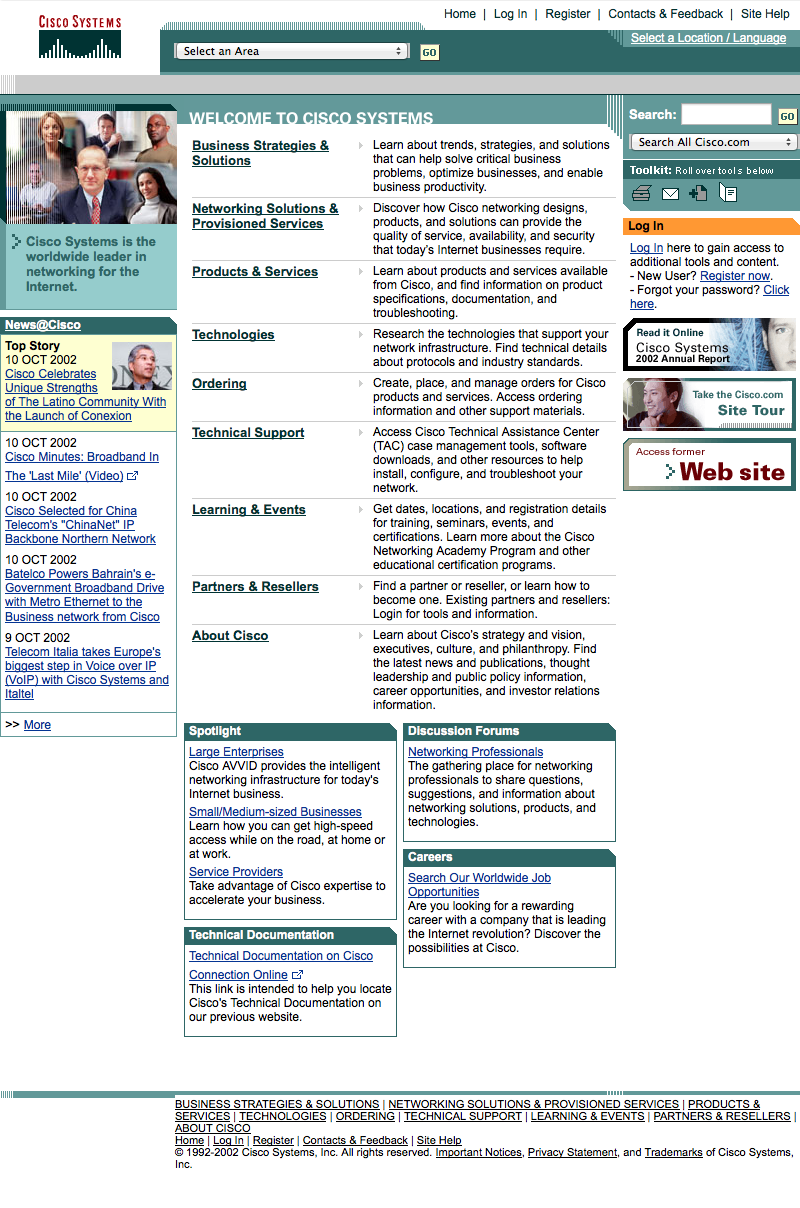 CISCO SYSTEMS
Home | Log In | Register | Contacts & Feedback | Site Help
Select an Area
GO
Select a Location / Language
Cisco Systems is the
worldwide leader in
networking for the
Internet.
News@Cisco
Top Story
10 OCT 2002
Cisco Celebrates
Unique Strengths
of The Latino Community With
the Launch of Conexion
10 OCT 2002
Cisco Minutes: Broadband In
The 'Last Mile' (Video)
10 OCT 2002
Cisco Selected for China
Telecom's "ChinaNet" IP
Backbone Northern Network
10 OCT 2002
Batelco Powers Bahrain's e-
Government Broadband Drive
with Metro Ethernet to the
Business network from Cisco
9 OCT 2002
Telecom Italia takes Europe's
biggest step in Voice over IP
(VoIP) with Cisco Systems and
Italtel
>> More
WELCOME TO CISCO SYSTEMS
Business Strategies &
Solutions
Learn about trends, strategies, and solutions
that can help solve critical business
problems, optimize businesses, and enable
business productivity.
Networking Solutions &
Provisioned Services
Discover how Cisco networking designs,
products, and solutions can provide the
quality of service, availability, and security
that today's Internet businesses require.
Products & Services
Learn about products and services available
from Cisco, and find information on product
specifications, documentation, and
troubleshooting.
Technologies
Research the technologies that support your
network infrastructure. Find technical details
about protocols and industry standards.
Ordering
Create, place, and manage orders for Cisco
products and services. Access ordering
information and other support materials.
Technical Support
Access Cisco Technical Assistance Center
(TAC) case management tools, software
downloads, and other resources to help
install, configure, and troubleshoot your
network.
Learning & Events
Get dates, locations, and registration details
for training, seminars, events, and
certifications. Learn more about the Cisco
Networking Academy Program and other
educational certification programs.
Partners & Resellers
Find a partner or reseller, or learn how to
become one. Existing partners and resellers:
Login for tools and information.
About Cisco
Learn about Cisco's strategy and vision,
executives, culture, and philanthropy. Find
the latest news and publications, thought
leadership and public policy information,
career opportunities, and investor relations
information.
Spotlight
Large Enterprises
Cisco AVVID provides the intelligent
networking infrastructure for today's
Internet business.
Small/Medium-sized Businesses
Learn how you can get high-speed
access while on the road, at home or
at work.
Service Providers
Take advantage of Cisco expertise to
accelerate your business.
Technical Documentation
Technical Documentation on Cisco
Connection Online
This link is intended to help you locate
Cisco's Technical Documentation on
our previous website.
Discussion Forums
Networking Professionals
The gathering place for networking
professionals to share questions,
suggestions, and information about
networking solutions, products, and
technologies.
Careers
Search Our Worldwide Job
Opportunities
Are you looking for a rewarding
career with a company that is leading
the Internet revolution? Discover the
possibilities at Cisco.
Search:
GO
Search All Cisco.com
Toolkit: Roll over tools below
Log In
Log In here to gain access to
additional tools and content.
- New User? Register now.
- Forgot your password? Click
here.
Read it Online
Cisco Systems
2002 Annual Report
Take the Cisco.com
Site Tour
Access former
Web site
BUSINESS STRATEGIES & SOLUTIONS | NETWORKING SOLUTIONS & PROVISIONED SERVICES | PRODUCTS &
SERVICES | TECHNOLOGIES | ORDERING | TECHNICAL SUPPORT | LEARNING & EVENTS | PARTNERS & RESELLERS |
ABOUT CISCO
Home | Log In | Register | Contacts & Feedback | Site Help
© 1992-2002 Cisco Systems, Inc. All rights reserved. Important Notices, Privacy Statement, and Trademarks of Cisco Systems,
Inc.